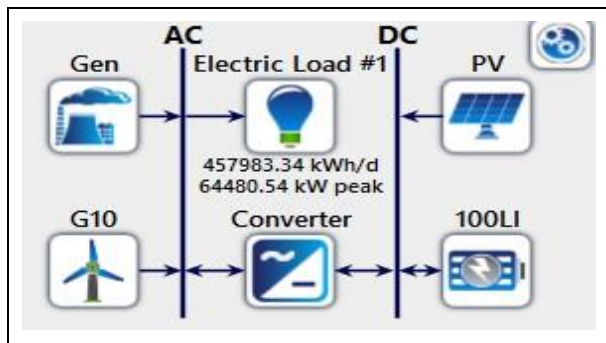 AC DC
Gen Electric Load #1 PV
457983.34 kWh/d
64480.54 kW peak
G10 Converter 100LI